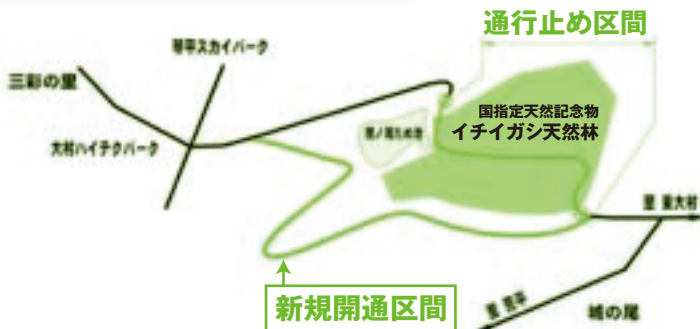 通行止め区間
琴平スカイパーク
三彩の里
国指定天然記念物
イチイガシ天然林
大村ハイテクパーク
至 東大村
新規開通区間
城の尾